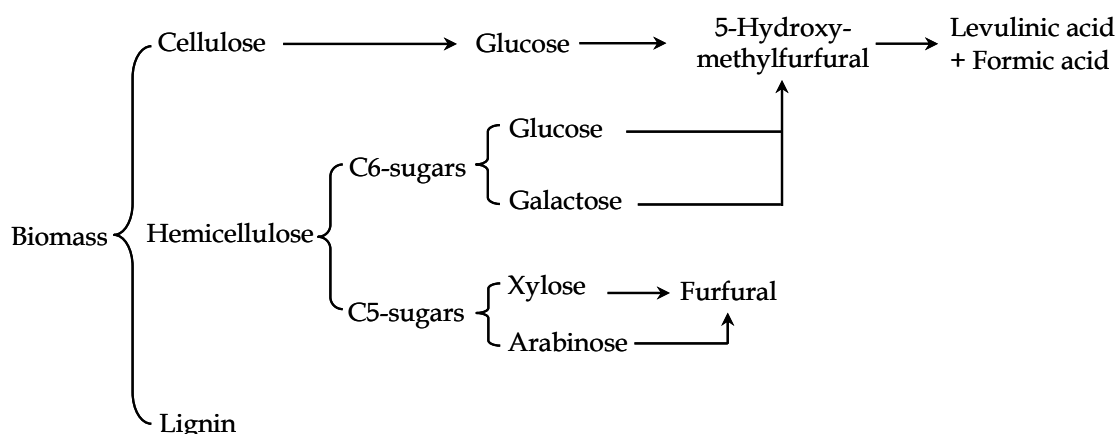 Cellulose
Glucose
5-Hydroxy-
methylfurfural
Levulinic acid
+ Formic acid
Glucose
C6-sugars
Galactose
Biomass
Hemicellulose
Xylose
Furfural
C5-sugars
Arabinose
Lignin